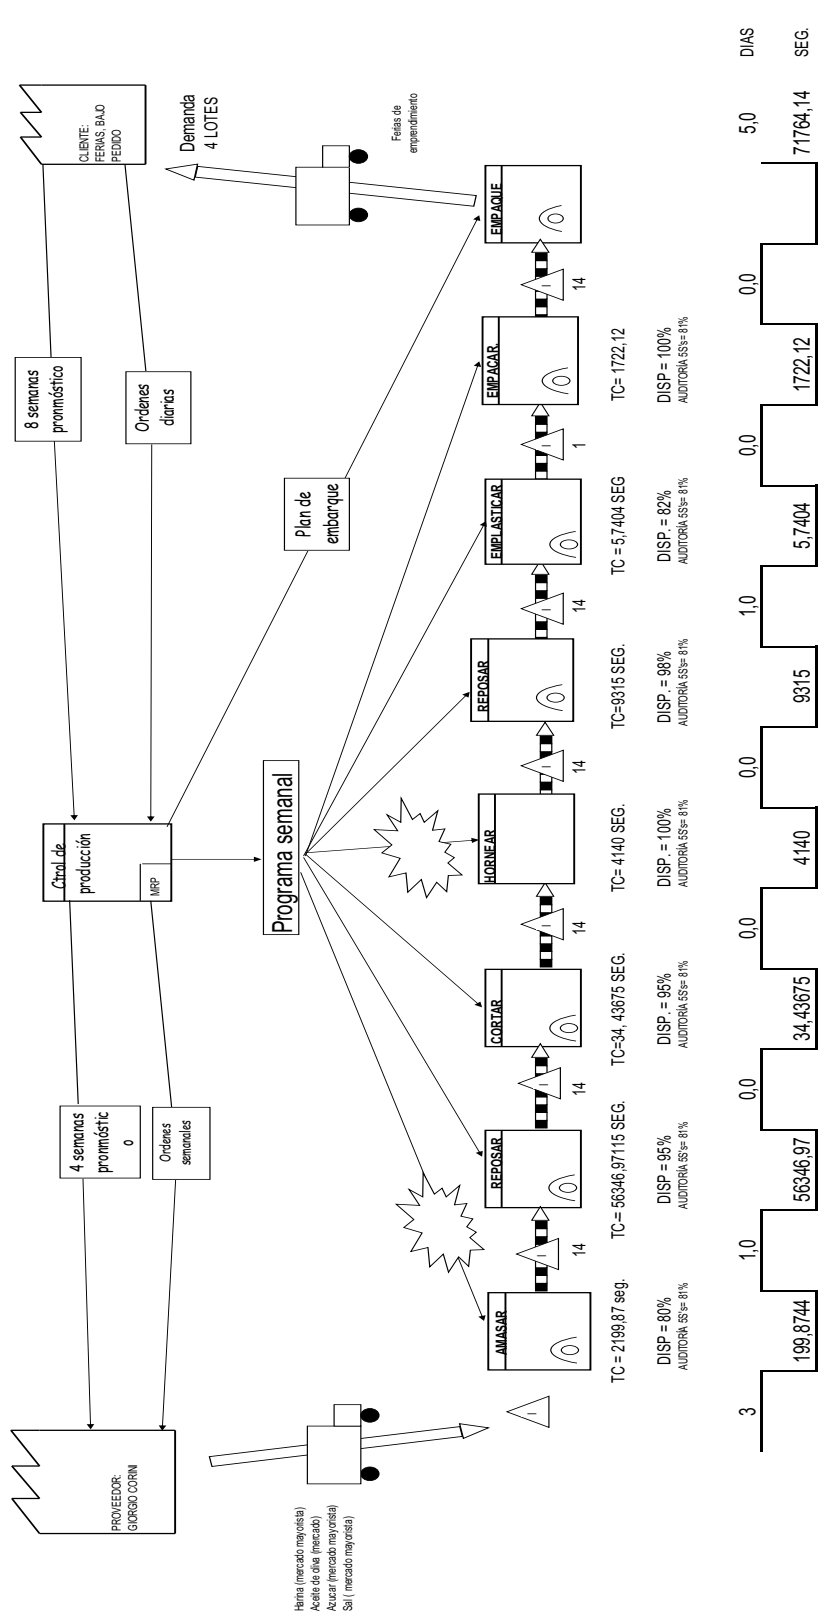 PROVEEDOR:
GIORGIO CORINI
4 semanas
pronmóstic
o
Ordenes
semanales
Ctrol de
producción
MRP
8 semanas
pronmóstico
Ordenes
diarias
CLIENTE:
FERIAS, BAJO
PEDIDO
Demanda
4 LOTES
Ferias de
emprendimiento
Programa semanal
Plan de
embarque
Harina (mercado mayorista)
Aceite de oliva (mercado)
Azucar (mercado mayorista)
Sal ( mercado mayorista)
I
AMASAR
I
14
REPOSAR
I
14
CORTAR
I
14
HORNEAR
I
14
REPOSAR
I
14
EMPLASTICAR
I
1
EMPACAR.
I
14
EMPAQUE
TC = 2199,87 seg.
DISP = 80%
AUDITORÍA 5S's= 81%
TC= 56346,97115 SEG.
DISP = 95%
AUDITORÍA 5S's= 81%
TC=34, 43675 SEG.
DISP. = 95%
AUDITORÍA 5S's= 81%
TC= 4140 SEG.
DISP. = 100%
AUDITORÍA 5S's= 81%
TC=9315 SEG.
DISP. = 98%
AUDITORÍA 5S's= 81%
TC = 5,7404 SEG
DISP. = 82%
AUDITORÍA 5S's= 81%
TC= 1722,12
DISP = 100%
AUDITORÍA 5S's= 81%
3 1,0 0,0 0,0 0,0 1,0 0,0 0,0 5,0 DIAS
199,8744 56346,97 34,43675 4140 9315 5,7404 1722,12 71764,14 SEG.